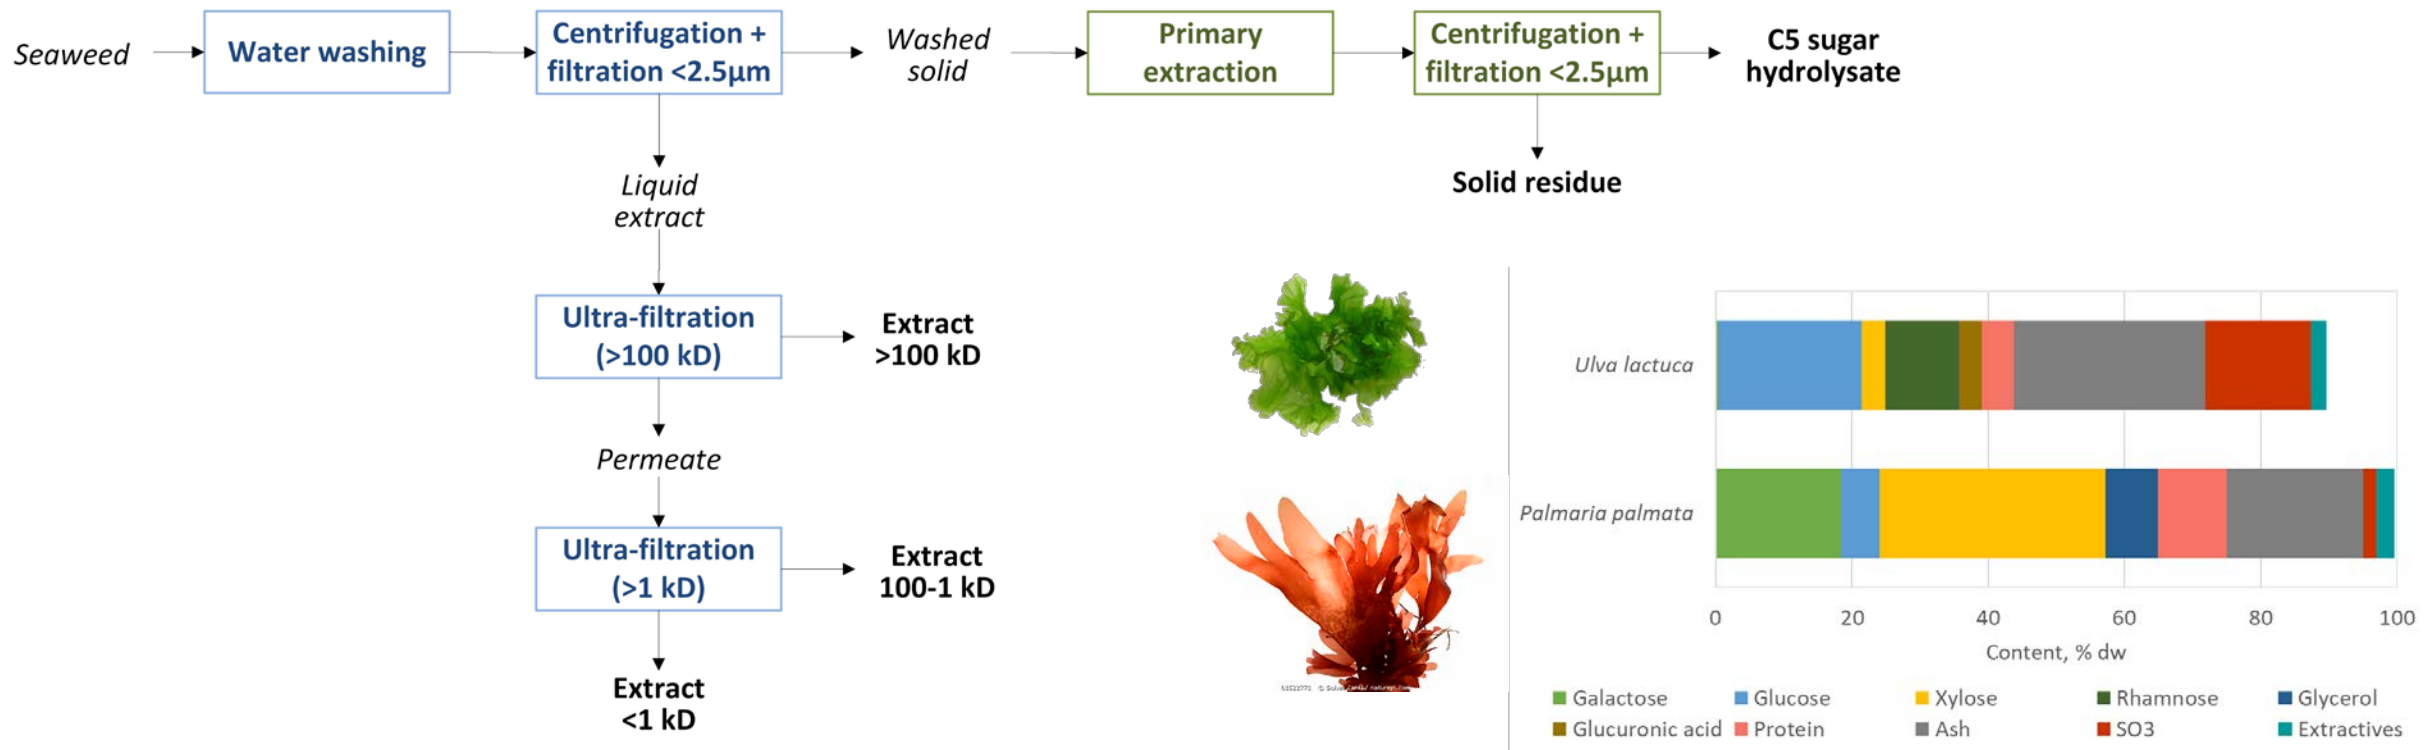 Seaweed
Water washing
Centrifugation +
filtration <2.5µm
Washed
solid
Primary
extraction
Centrifugation +
filtration <2.5µm
C5 sugar
hydrolysate
Liquid
extract
Solid residue
Ultra-filtration
(>100 kD)
Extract
>100 kD
Permeate
Ultra-filtration
(>1 kD)
Extract
100-1 kD
Extract
<1 kD
Ulva lactuca
Palmaria palmata
0 20 40 60 80 100
Content, % dw
Galactose Glucose Xylose Rhamnose Glycerol
Glucuronic acid Protein Ash SO3 Extractives